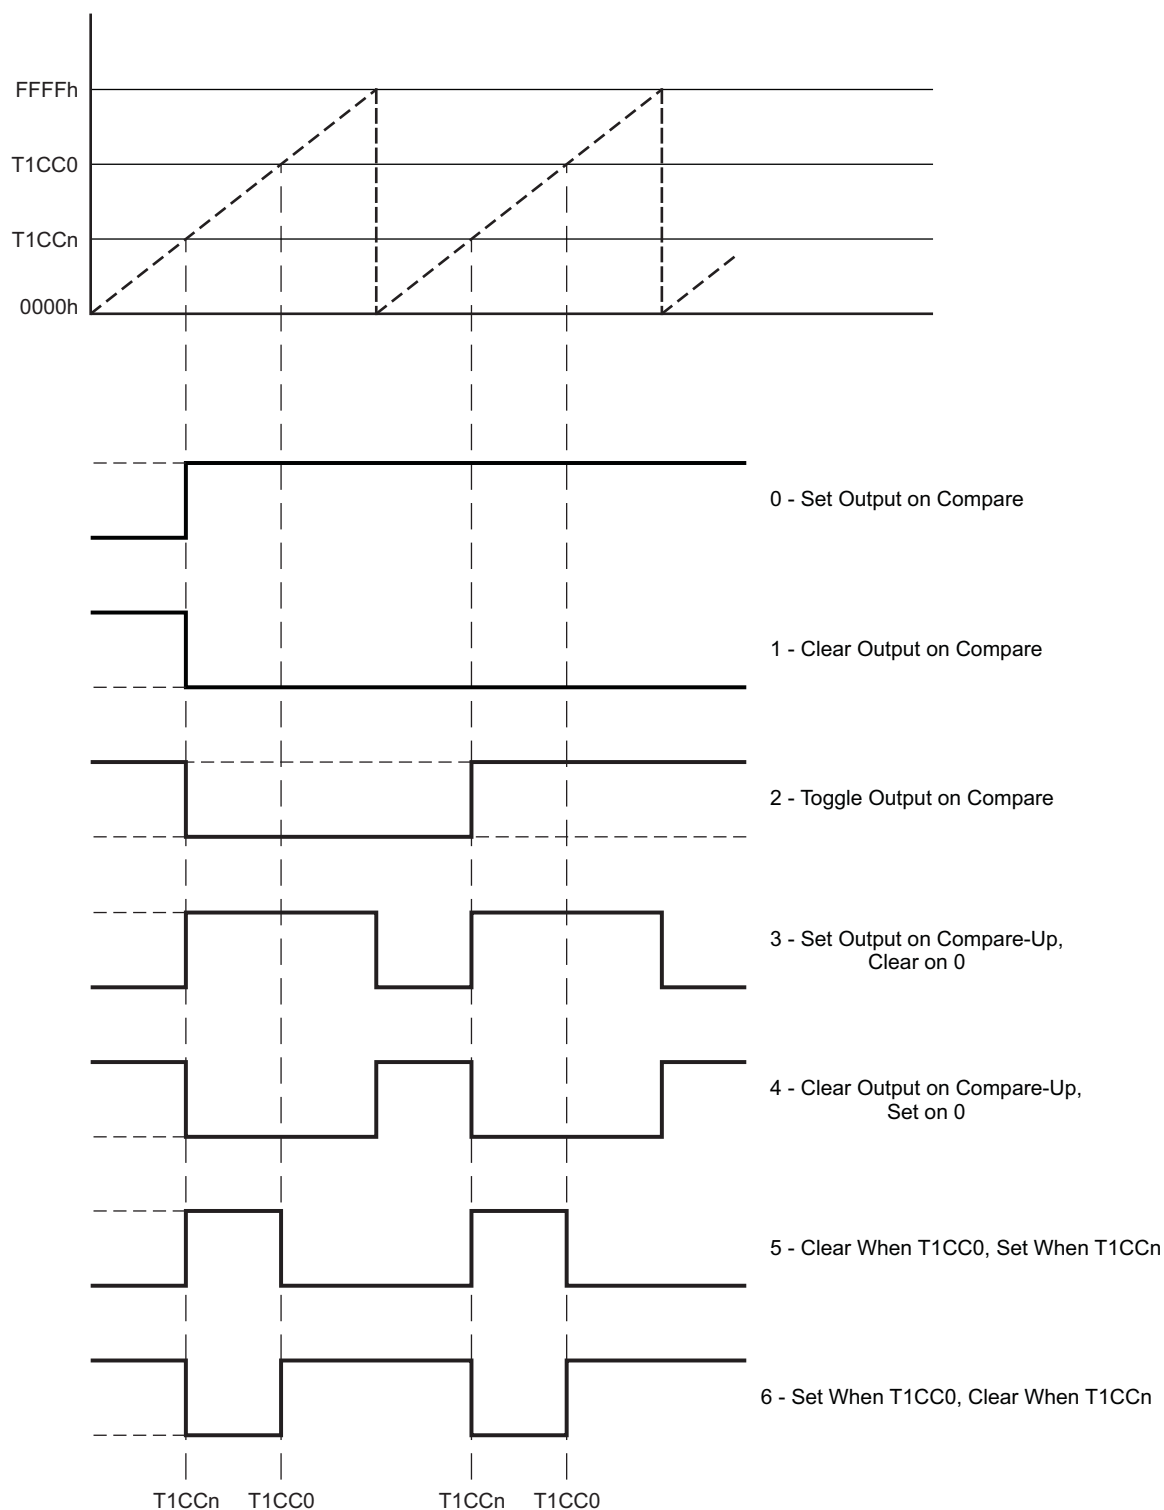 FFFFh
T1CC0
T1CCn
0000h
0 - Set Output on Compare
1 - Clear Output on Compare
2 - Toggle Output on Compare
3 - Set Output on Compare-Up,
Clear on 0
4 - Clear Output on Compare-Up,
Set on 0
5 - Clear When T1CC0, Set When T1CCn
6 - Set When T1CC0, Clear When T1CCn
T1CCn T1CC0 T1CCn T1CC0